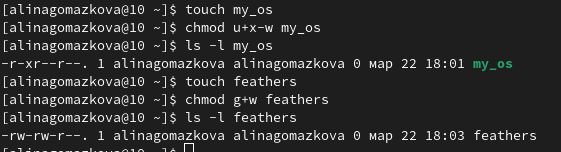 [alinagomazkova@10 ~]$ touch my_os
[alinagomazkova@10 ~]$ chmod u+x-w my_os
[alinagomazkova@10 ~]$ ls -l my_os
-r-xr--r--. 1 alinagomazkova alinagomazkova 0 мар 22 18:01 my_os
[alinagomazkova@10 ~]$ touch feathers
[alinagomazkova@10 ~]$ chmod g+w feathers
[alinagomazkova@10 ~]$ ls -l feathers
-rw-rw-r--. 1 alinagomazkova alinagomazkova 0 мар 22 18:03 feathers
[alinagomazkova@10 ~]$